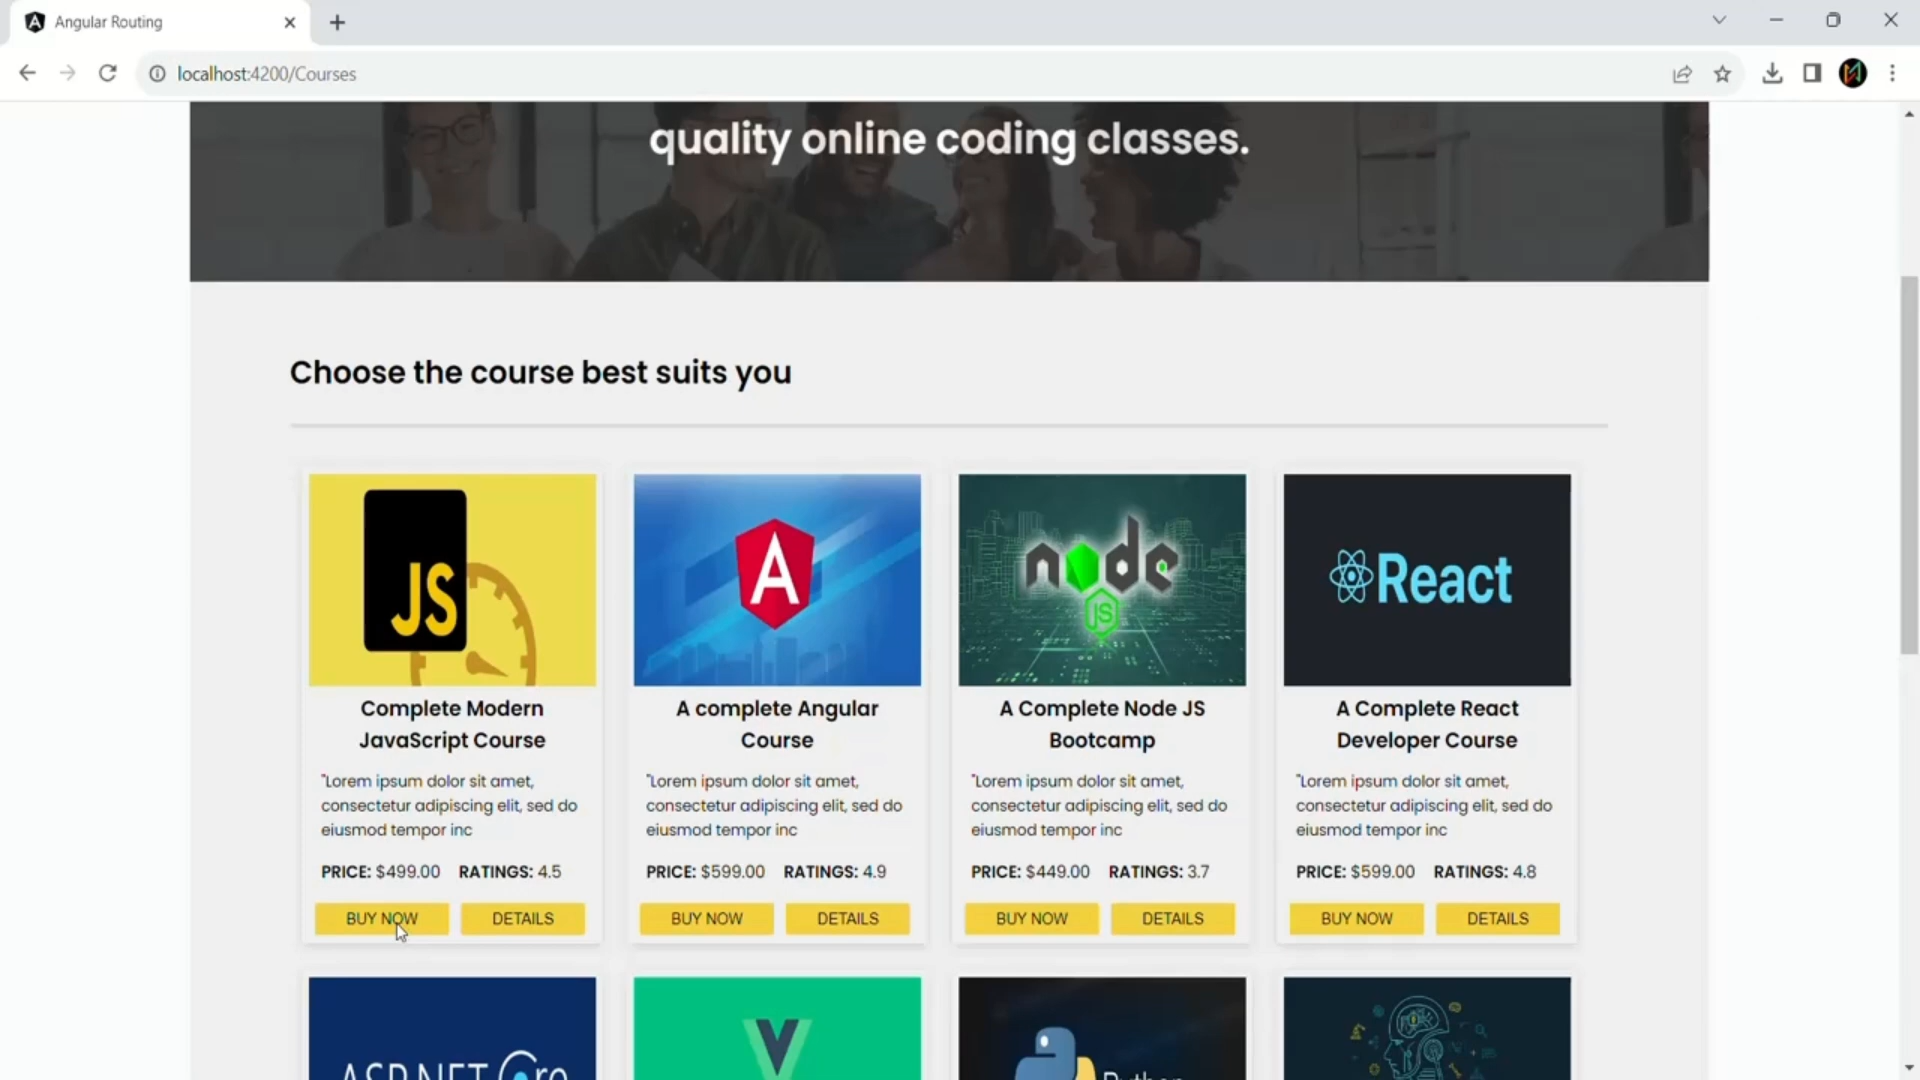 Angular Routing
localhost:4200/Courses
quality online coding classes.
Choose the course best suits you
JS
A
node
JS
React
Complete Modern
JavaScript Course
A complete Angular
Course
A Complete Node JS
Bootcamp
A Complete React
Developer Course
"Lorem ipsum dolor sit amet,
consectetur adipiscing elit, sed do
eiusmod tempor inc
"Lorem ipsum dolor sit amet,
consectetur adipiscing elit, sed do
eiusmod tempor inc
"Lorem ipsum dolor sit amet,
consectetur adipiscing elit, sed do
eiusmod tempor inc
"Lorem ipsum dolor sit amet,
consectetur adipiscing elit, sed do
eiusmod tempor inc
PRICE: $499.00 RATINGS: 4.5
PRICE: $599.00 RATINGS: 4.9
PRICE: $449.00 RATINGS: 3.7
PRICE: $599.00 RATINGS: 4.8
BUY NOW DETAILS
BUY NOW DETAILS
BUY NOW DETAILS
BUY NOW DETAILS
ASP.NET Core
Python